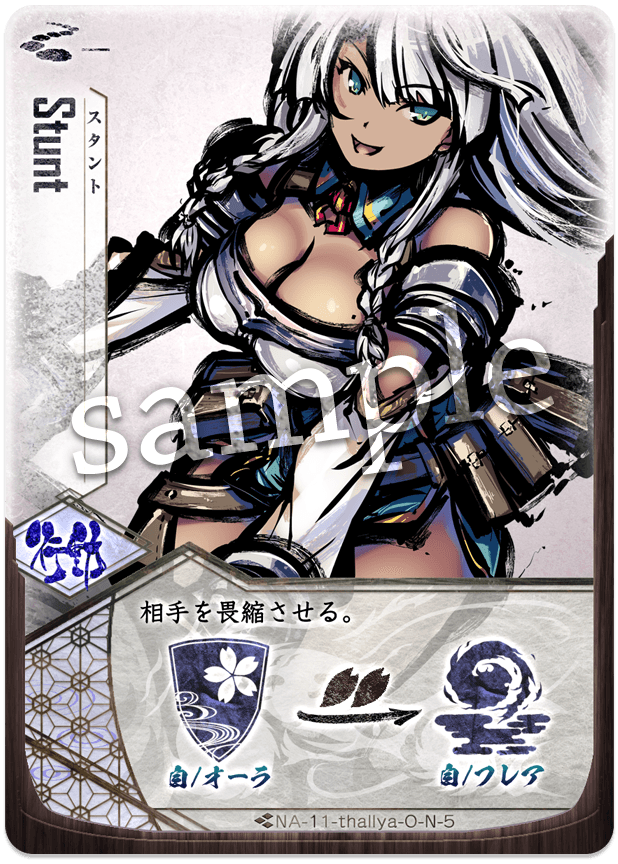 Stunt
スタント
sample
行動
相手を畏縮させる。
自/オーラ
自/フレア
NA-11-thallya-O-N-5